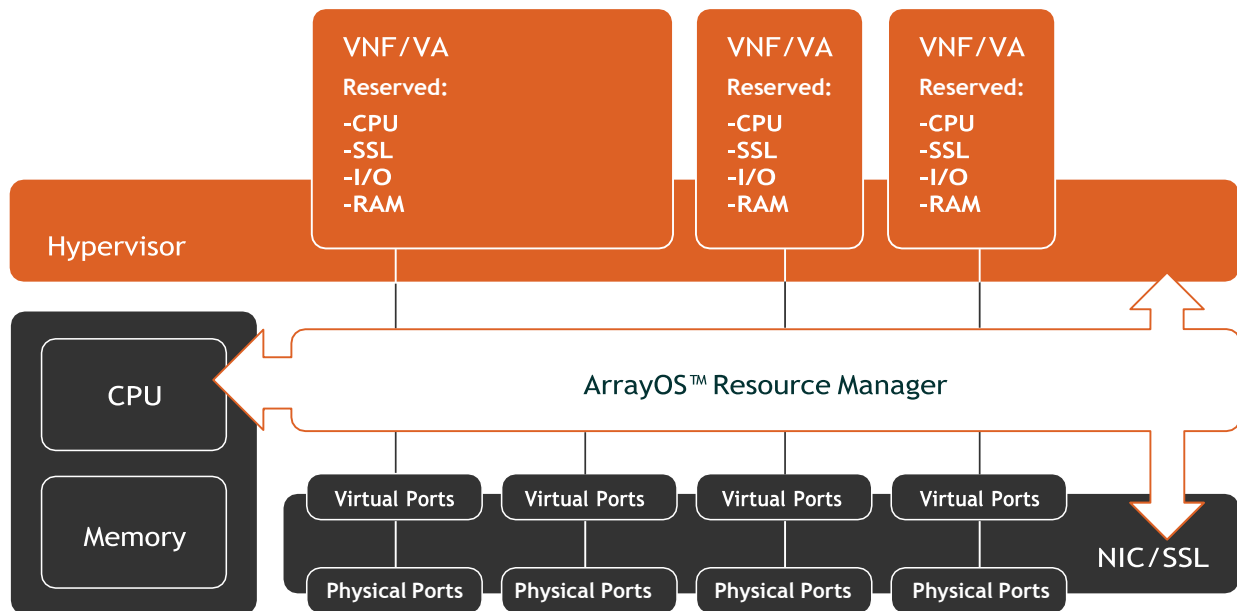 VNF/VA
Reserved:
-CPU
-SSL
-I/O
-RAM
VNF/VA
Reserved:
-CPU
-SSL
-I/O
-RAM
VNF/VA
Reserved:
-CPU
-SSL
-I/O
-RAM
Hypervisor
CPU
Memory
ArrayOS™ Resource Manager
Virtual Ports
Virtual Ports
Virtual Ports
Virtual Ports
NIC/SSL
Physical Ports
Physical Ports
Physical Ports
Physical Ports